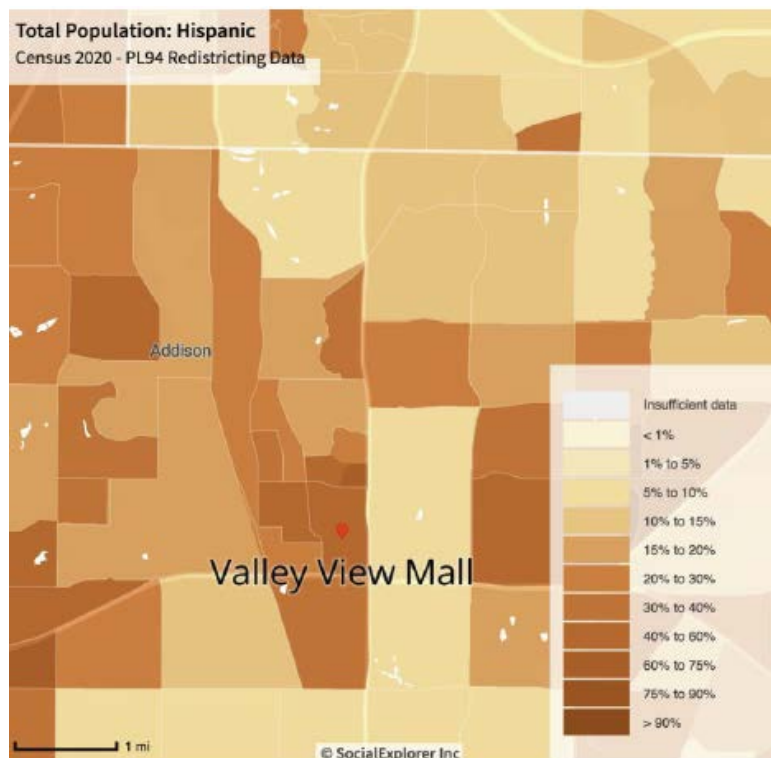 Total Population: Hispanic
Census 2020 - PL94 Redistricting Data
Addison
Valley View Mall
Insufficient data
< 1%
1% to 5%
5% to 10%
10% to 15%
15% to 20%
20% to 30%
30% to 40%
40% to 60%
60% to 75%
75% to 90%
> 90%
1 mi
© SocialExplorer Inc